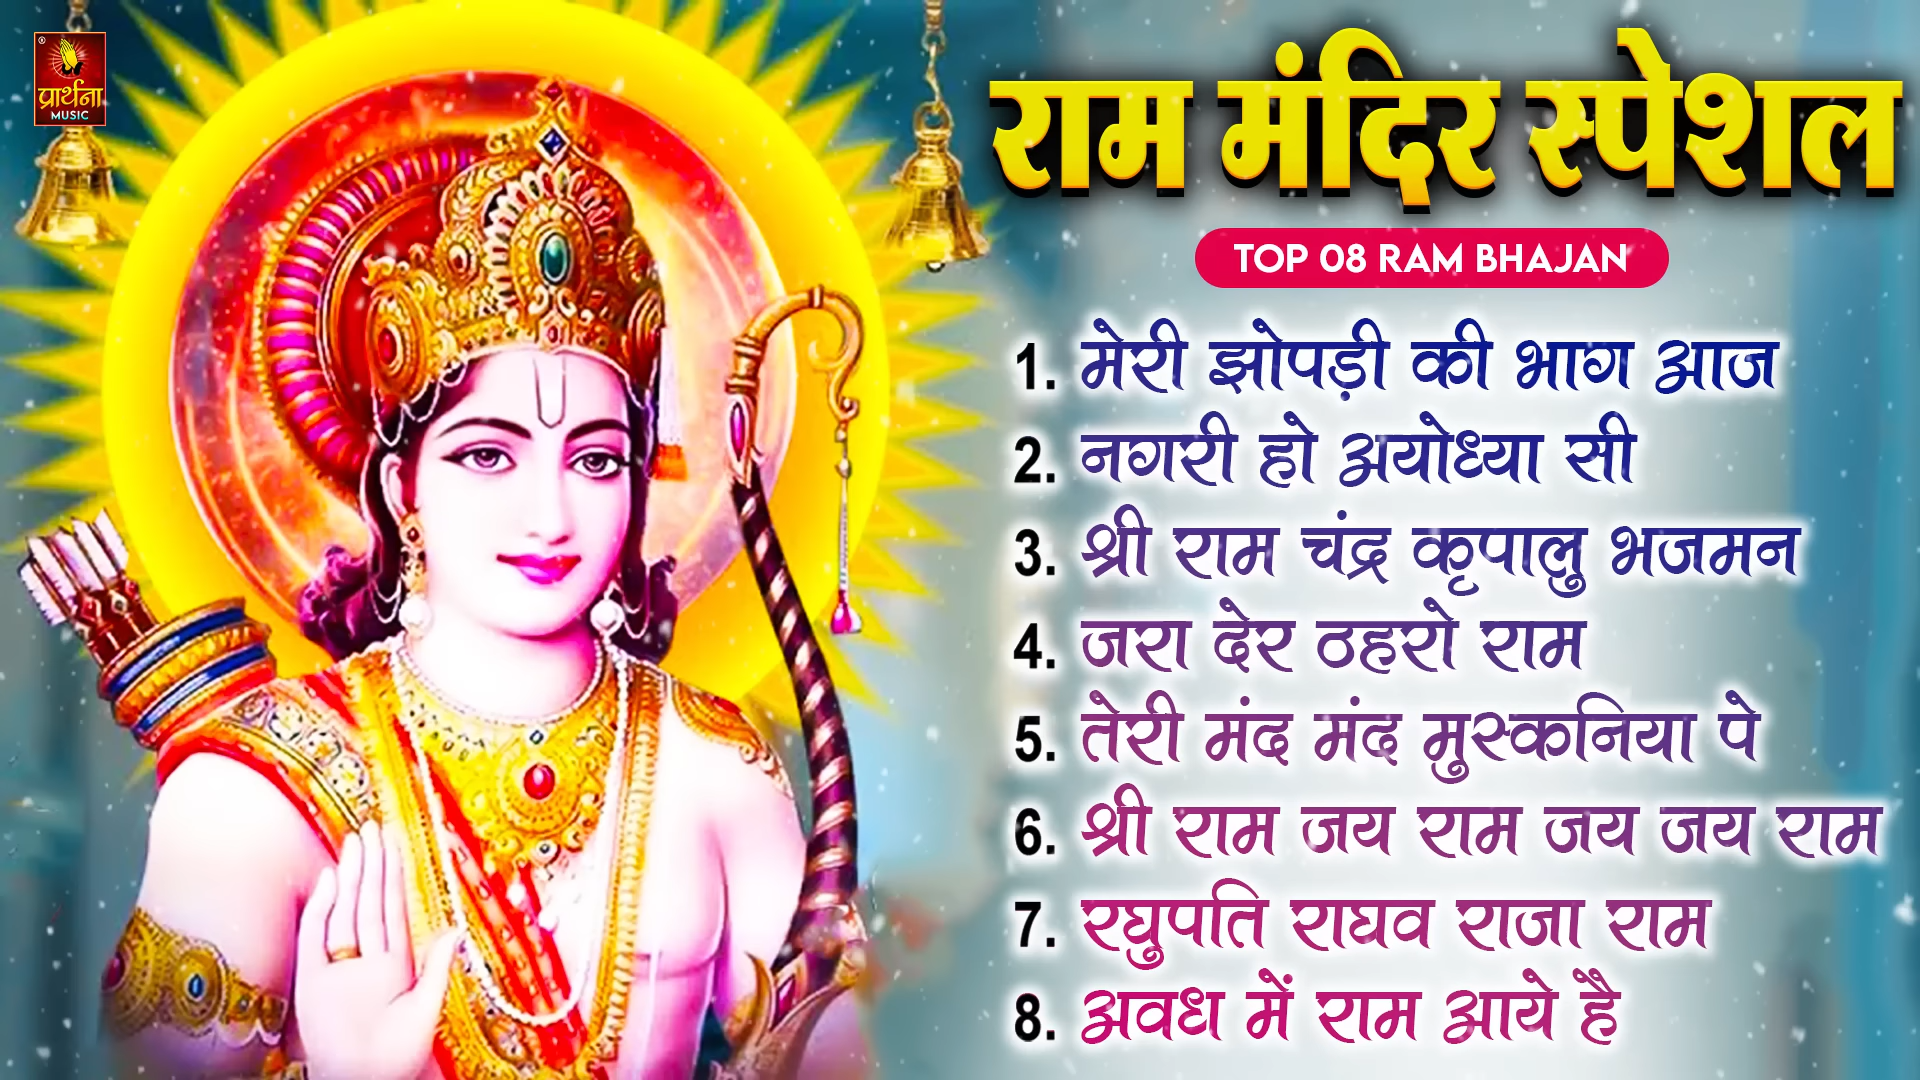 प्रार्थना
MUSIC
राम मंदिर स्पेशल
TOP 08 RAM BHAJAN
1. मेरी झोपड़ी की भाग आज
2. नगरी हो अयोध्या सी
3. श्री राम चंद्र कृपालु भजमन
4. जरा देर ठहरो राम
5. तेरी मंद मंद मुस्कनिया पे
6. श्री राम जय राम जय जय राम
7. रघुपति राघव राजा राम
8. अवध में राम आये है